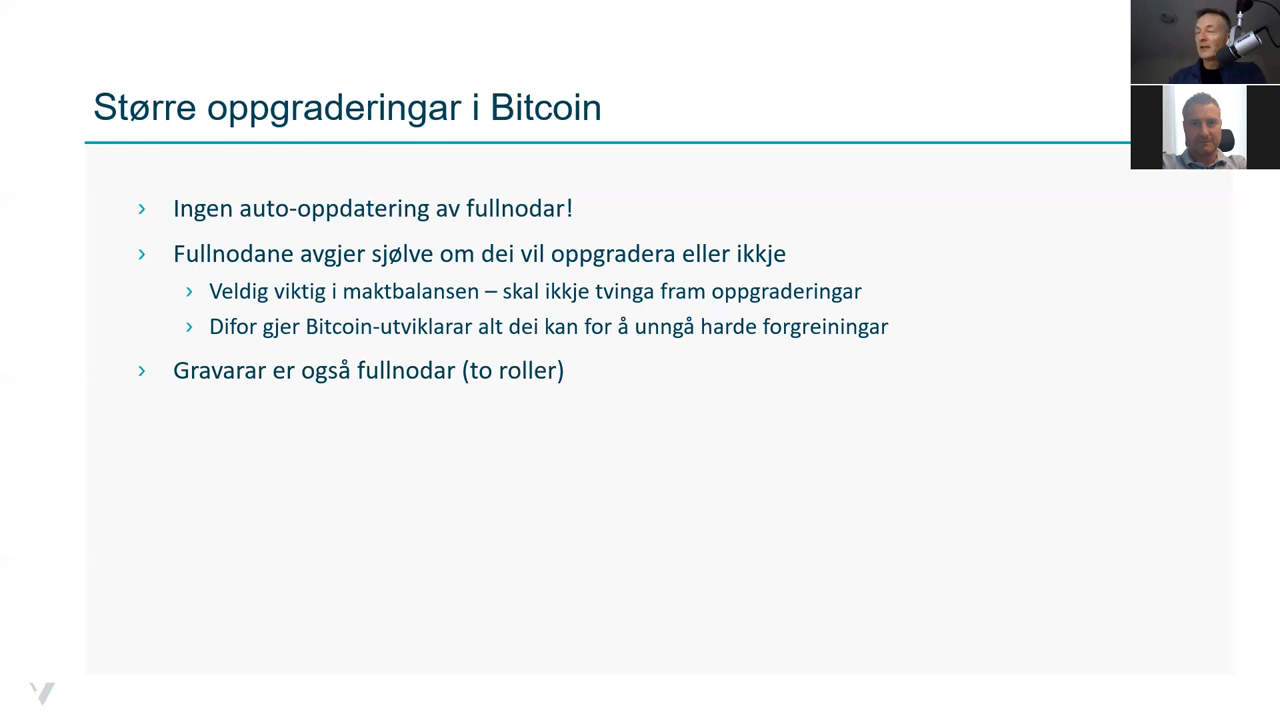 Større oppgraderingar i Bitcoin
› Ingen auto-oppdatering av fullnodar!
› Fullnodane avgjer sjølve om dei vil oppgradera eller ikkje
› Veldig viktig i maktbalansen – skal ikkje tvinga fram oppgraderingar
› Difor gjer Bitcoin-utviklarar alt dei kan for å unngå harde forgreiningar
› Gravarar er også fullnodar (to roller)